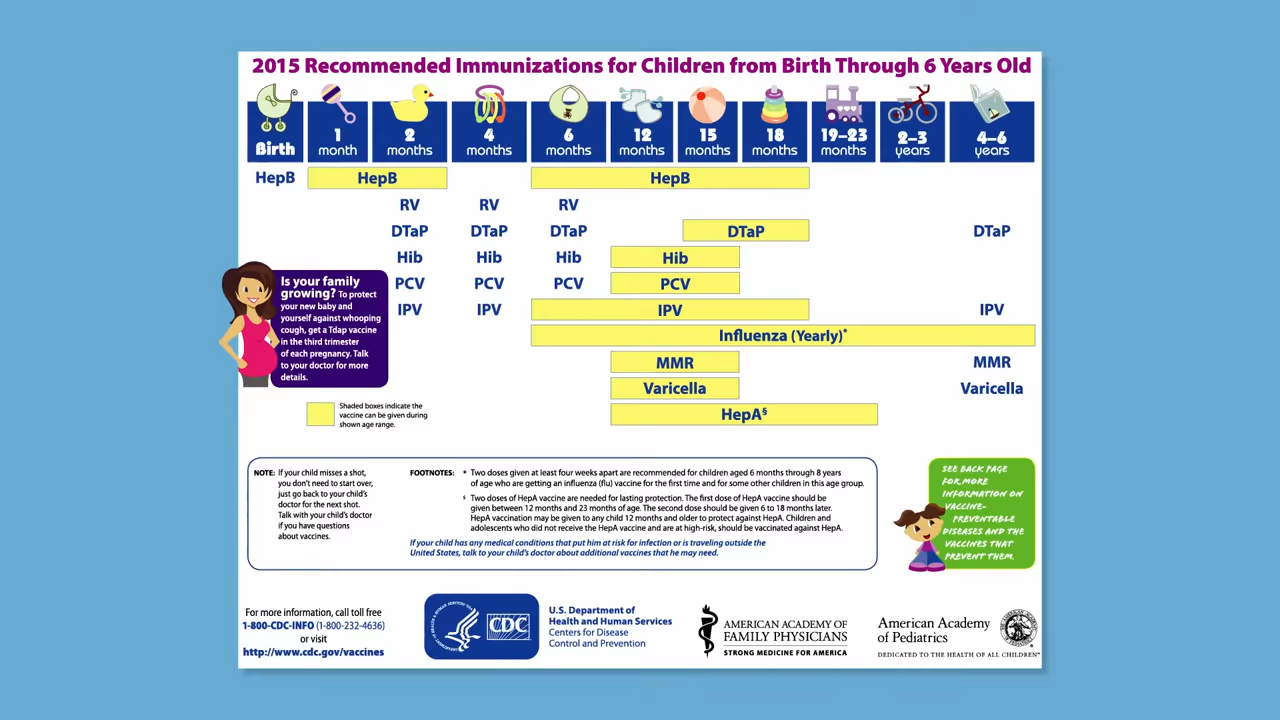 2015 Recommended Immunizations for Children from Birth Through 6 Years Old
Birth
1 month
2 months
4 months
6 months
12 months
15 months
18 months
19–23 months
2–3 years
4–6 years
HepB HepB HepB
RV RV RV
DTaP DTaP DTaP DTaP DTaP
Hib Hib Hib Hib
PCV PCV PCV PCV
IPV IPV IPV IPV
Influenza (Yearly)*
MMR MMR
Varicella Varicella
HepA§
Is your family
growing? To protect
your new baby and
yourself against whooping
cough, get a Tdap vaccine
in the third trimester
of each pregnancy. Talk
to your doctor for more
details.
Shaded boxes indicate the
vaccine can be given during
shown age range.
NOTE: If your child misses a shot,
you don't need to start over,
just go back to your child's
doctor for the next shot.
Talk with your child's doctor
if you have questions
about vaccines.
FOOTNOTES: * Two doses given at least four weeks apart are recommended for children aged 6 months through 8 years
of age who are getting an influenza (flu) vaccine for the first time and for some other children in this age group.
§ Two doses of HepA vaccine are needed for lasting protection. The first dose of HepA vaccine should be
given between 12 months and 23 months of age. The second dose should be given 6 to 18 months later.
HepA vaccination may be given to any child 12 months and older to protect against HepA. Children and
adolescents who did not receive the HepA vaccine and are at high-risk, should be vaccinated against HepA.
If your child has any medical conditions that put him at risk for infection or is traveling outside the
United States, talk to your child's doctor about additional vaccines that he may need.
SEE BACK PAGE
FOR MORE
INFORMATION ON
VACCINE-
PREVENTABLE
DISEASES AND THE
VACCINES THAT
PREVENT THEM.
For more information, call toll free
1-800-CDC-INFO (1-800-232-4636)
or visit
http://www.cdc.gov/vaccines
CDC
U.S. Department of
Health and Human Services
Centers for Disease
Control and Prevention
AMERICAN ACADEMY OF
FAMILY PHYSICIANS
STRONG MEDICINE FOR AMERICA
American Academy
of Pediatrics
DEDICATED TO THE HEALTH OF ALL CHILDREN™